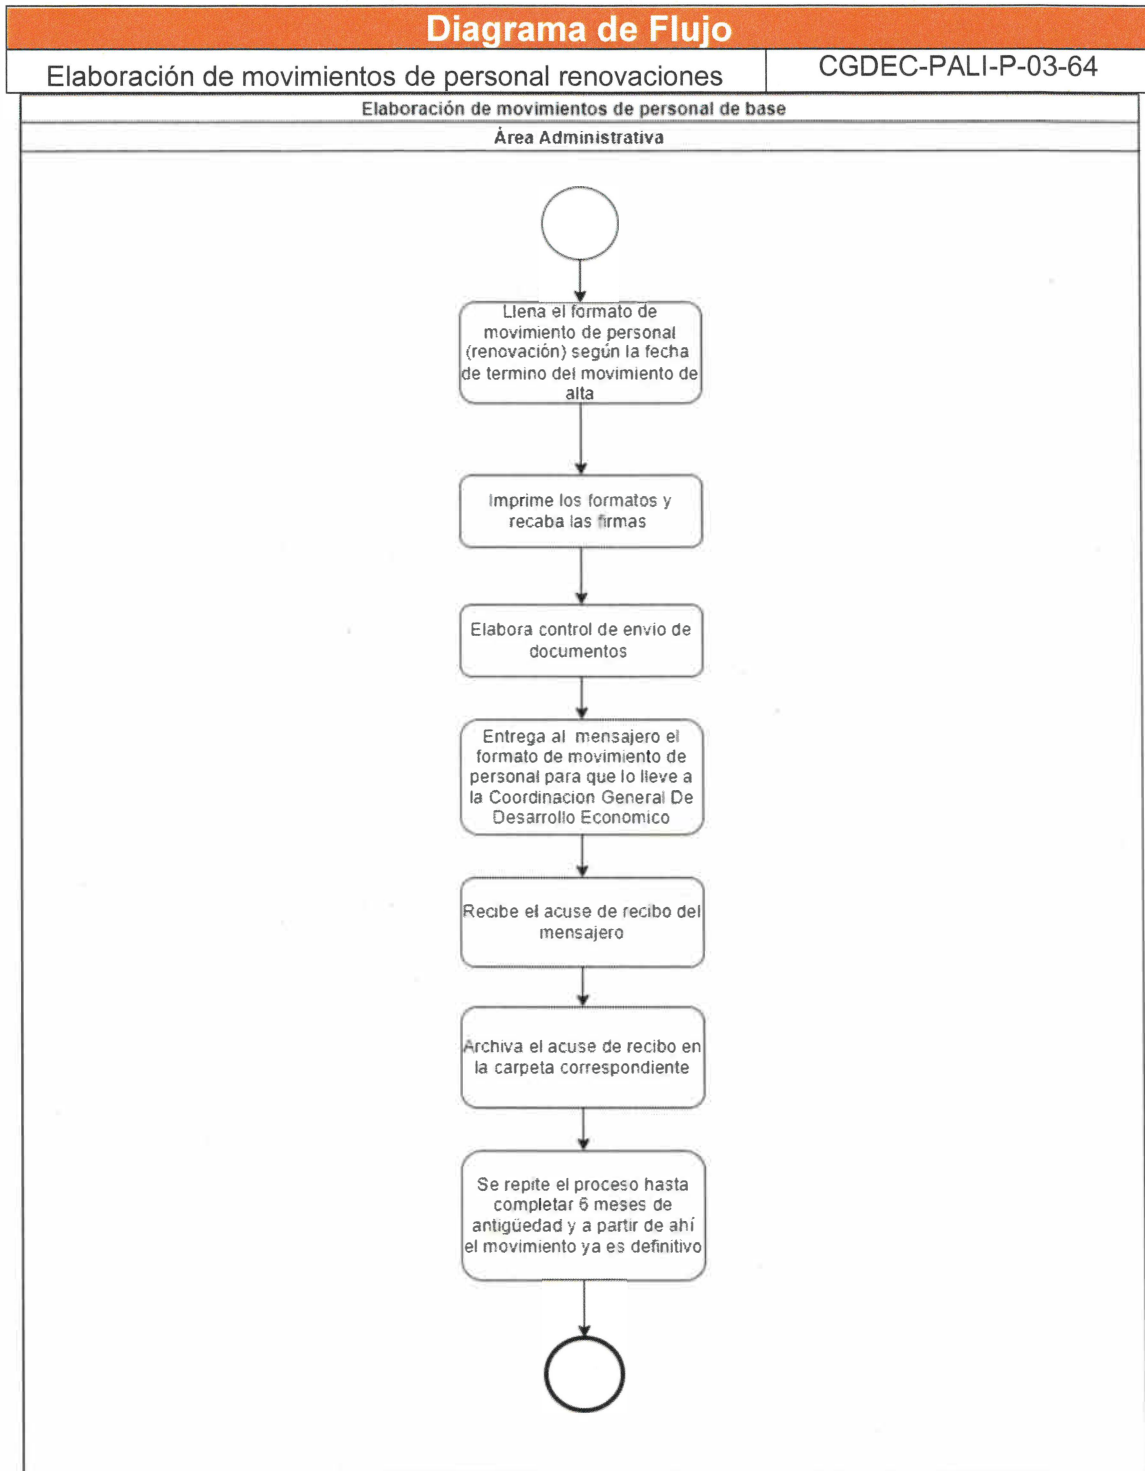 Diagrama de Flujo
Elaboración de movimientos de personal renovaciones
CGDEC-PALI-P-03-64
Elaboración de movimientos de personal de base
Área Administrativa
Llena el formato de
movimiento de personal
(renovación) según la fecha
de termino del movimiento de
alta
Imprime los formatos y
recaba las firmas
Elabora control de envio de
documentos
Entrega al mensajero el
formato de movimiento de
personal para que lo lleve a
la Coordinacion General De
Desarrollo Economico
Recibe el acuse de recibo del
mensajero
Archiva el acuse de recibo en
la carpeta correspondiente
Se repite el proceso hasta
completar 6 meses de
antigüedad y a partir de ahí
el movimiento ya es definitivo